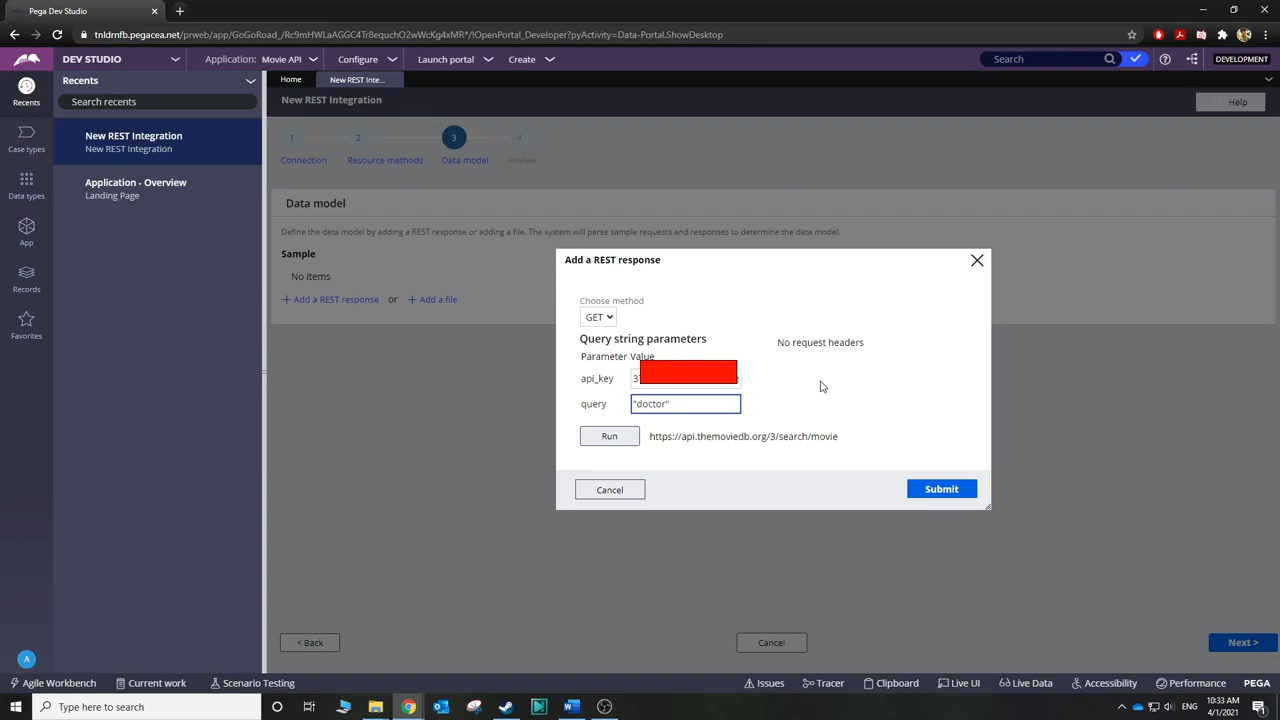 Pega Dev Studio
tnldrnfb.pegacea.net/prweb/app/GoGoRoad_/Rc9mHWLaAGGC4Tr8equchO2wWcKg4xMR*/!OpenPortal_Developer?pyActivity=Data-Portal.ShowDesktop
DEV STUDIO
Application: Movie API
Configure
Launch portal
Create
Search
DEVELOPMENT
Recents
Recents
Search recents
Home
New REST Inte...
New REST Integration
Help
New REST Integration
New REST Integration
Application - Overview
Landing Page
Case types
Data types
App
Records
Favorites
1
2
3
4
Connection
Resource methods
Data model
Review
Data model
Define the data model by adding a REST response or adding a file. The system will parse sample requests and responses to determine the data model.
Sample
No items
+ Add a REST response or + Add a file
Add a REST response
Choose method
GET
Query string parameters
No request headers
Parameter Value
api_key
query "doctor"
Run https://api.themoviedb.org/3/search/movie
Cancel
Submit
< Back
Cancel
Next >
A
Agile Workbench
Current work
Scenario Testing
Issues
Tracer
Clipboard
Live UI
Live Data
Accessibility
Performance
PEGA
Type here to search
ENG
10:33 AM
4/1/2021